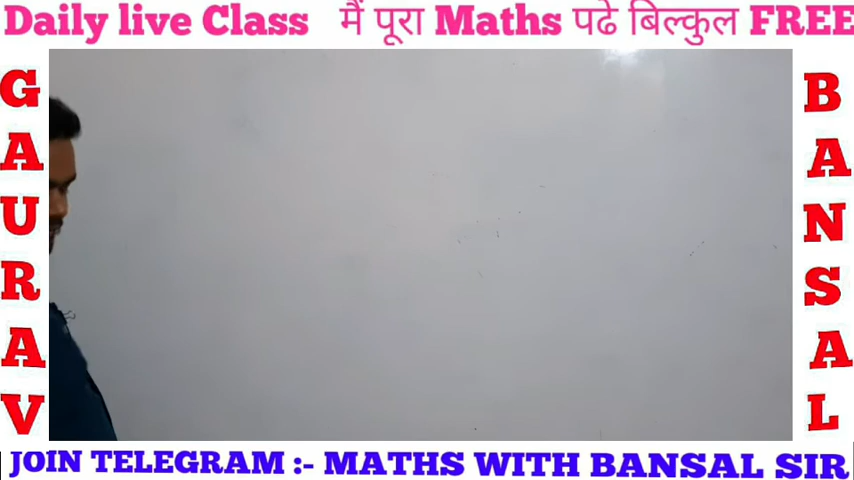 Daily live Class मैं पूरा Maths पढे बिल्कुल FREE
GAURAV
BANSAL
JOIN TELEGRAM :- MATHS WITH BANSAL SIR